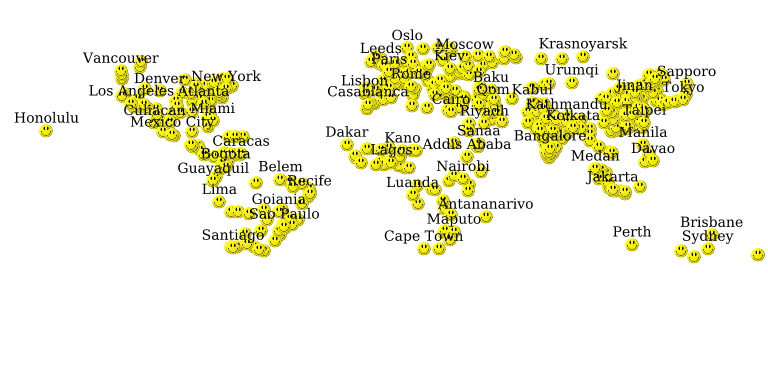 Oslo
Leeds
Moscow
Krasnoyarsk
Vancouver
Paris
Kiev
Denver
New York
Rome
Baku
Urumqi
Sapporo
Los Angeles
Atlanta
Lisbon
Qom
Kabul
Jinan
Tokyo
Casablanca
Cairo
Culiacan
Miami
Riyadh
Kathmandu
Taipei
Honolulu
Mexico City
Kolkata
Dakar
Kano
Sanaa
Bangalore
Manila
Caracas
Lagos
Addis Ababa
Davao
Bogota
Medan
Guayaquil
Belem
Nairobi
Recife
Luanda
Jakarta
Lima
Goiania
Antananarivo
Sao Paulo
Maputo
Brisbane
Santiago
Cape Town
Perth
Sydney